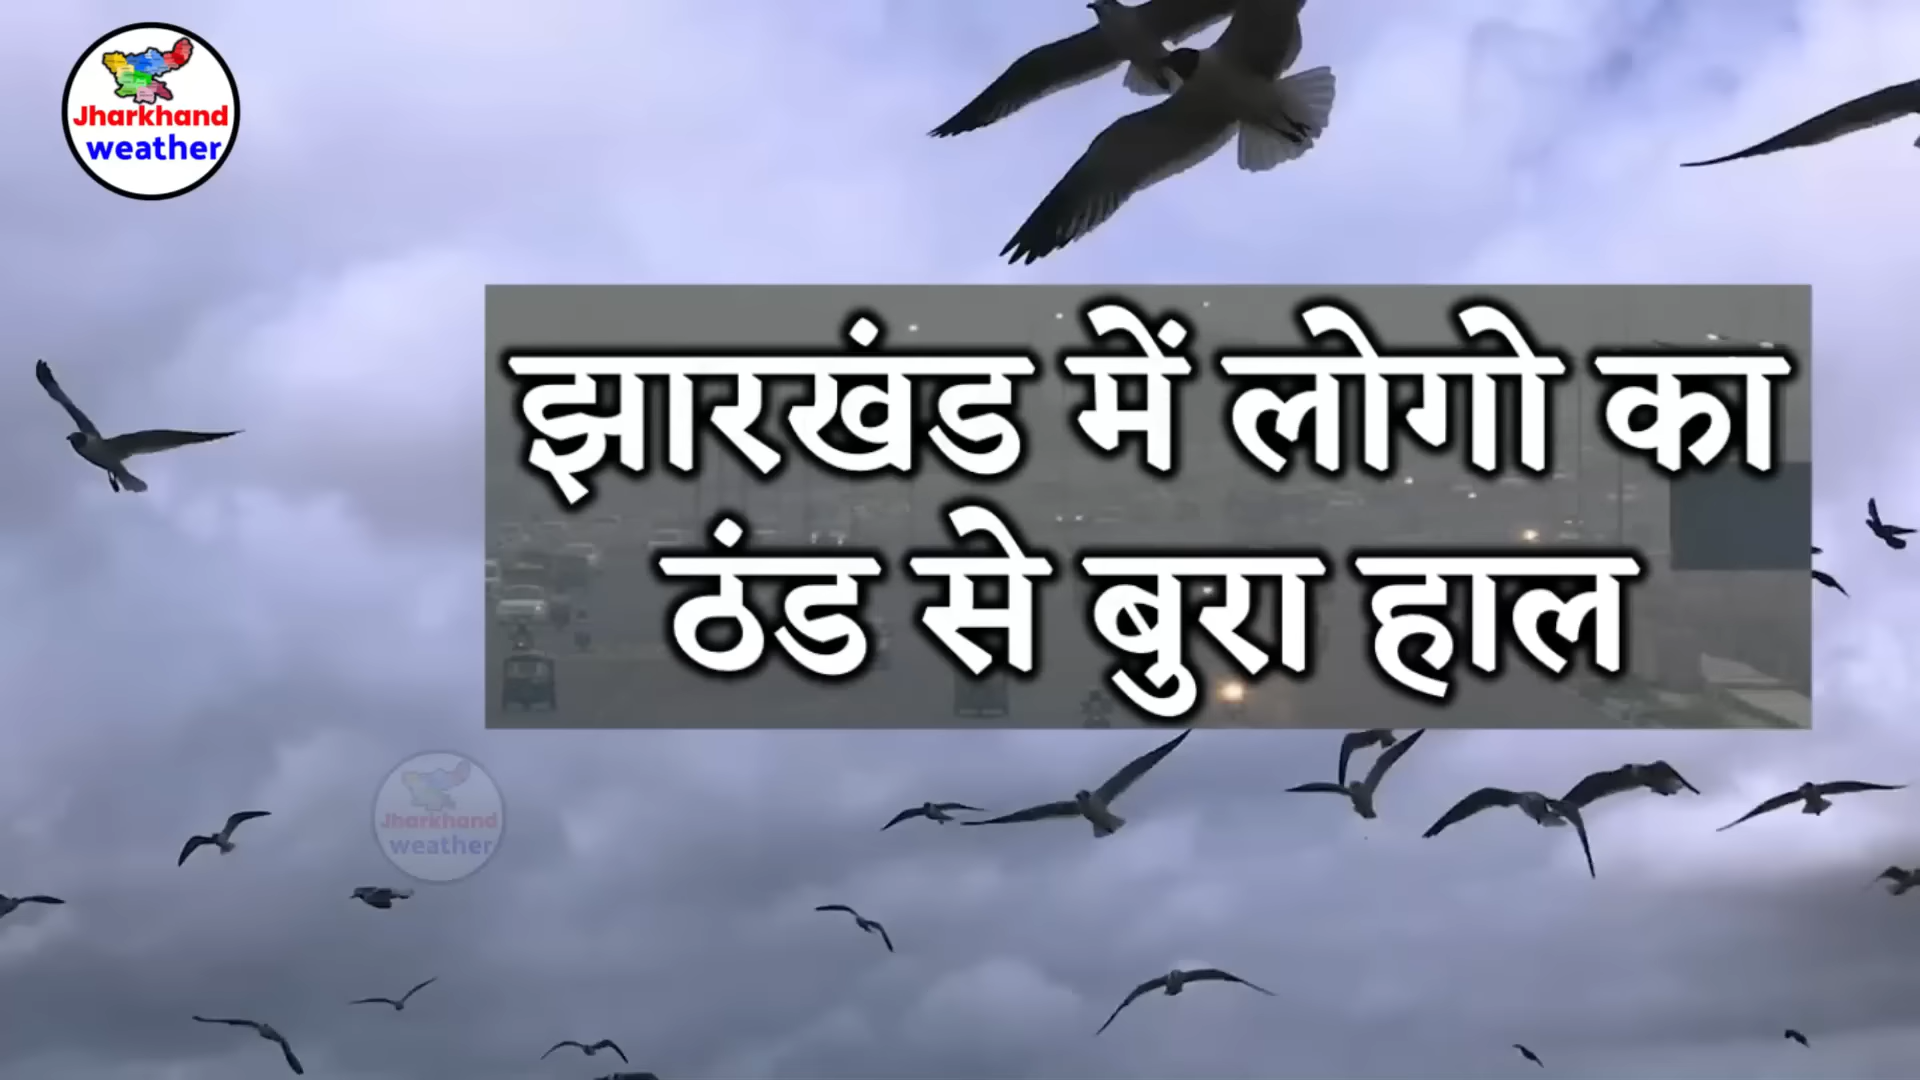 Jharkhand
weather
झारखंड में लोगो का
ठंड से बुरा हाल
Jharkhand
weather